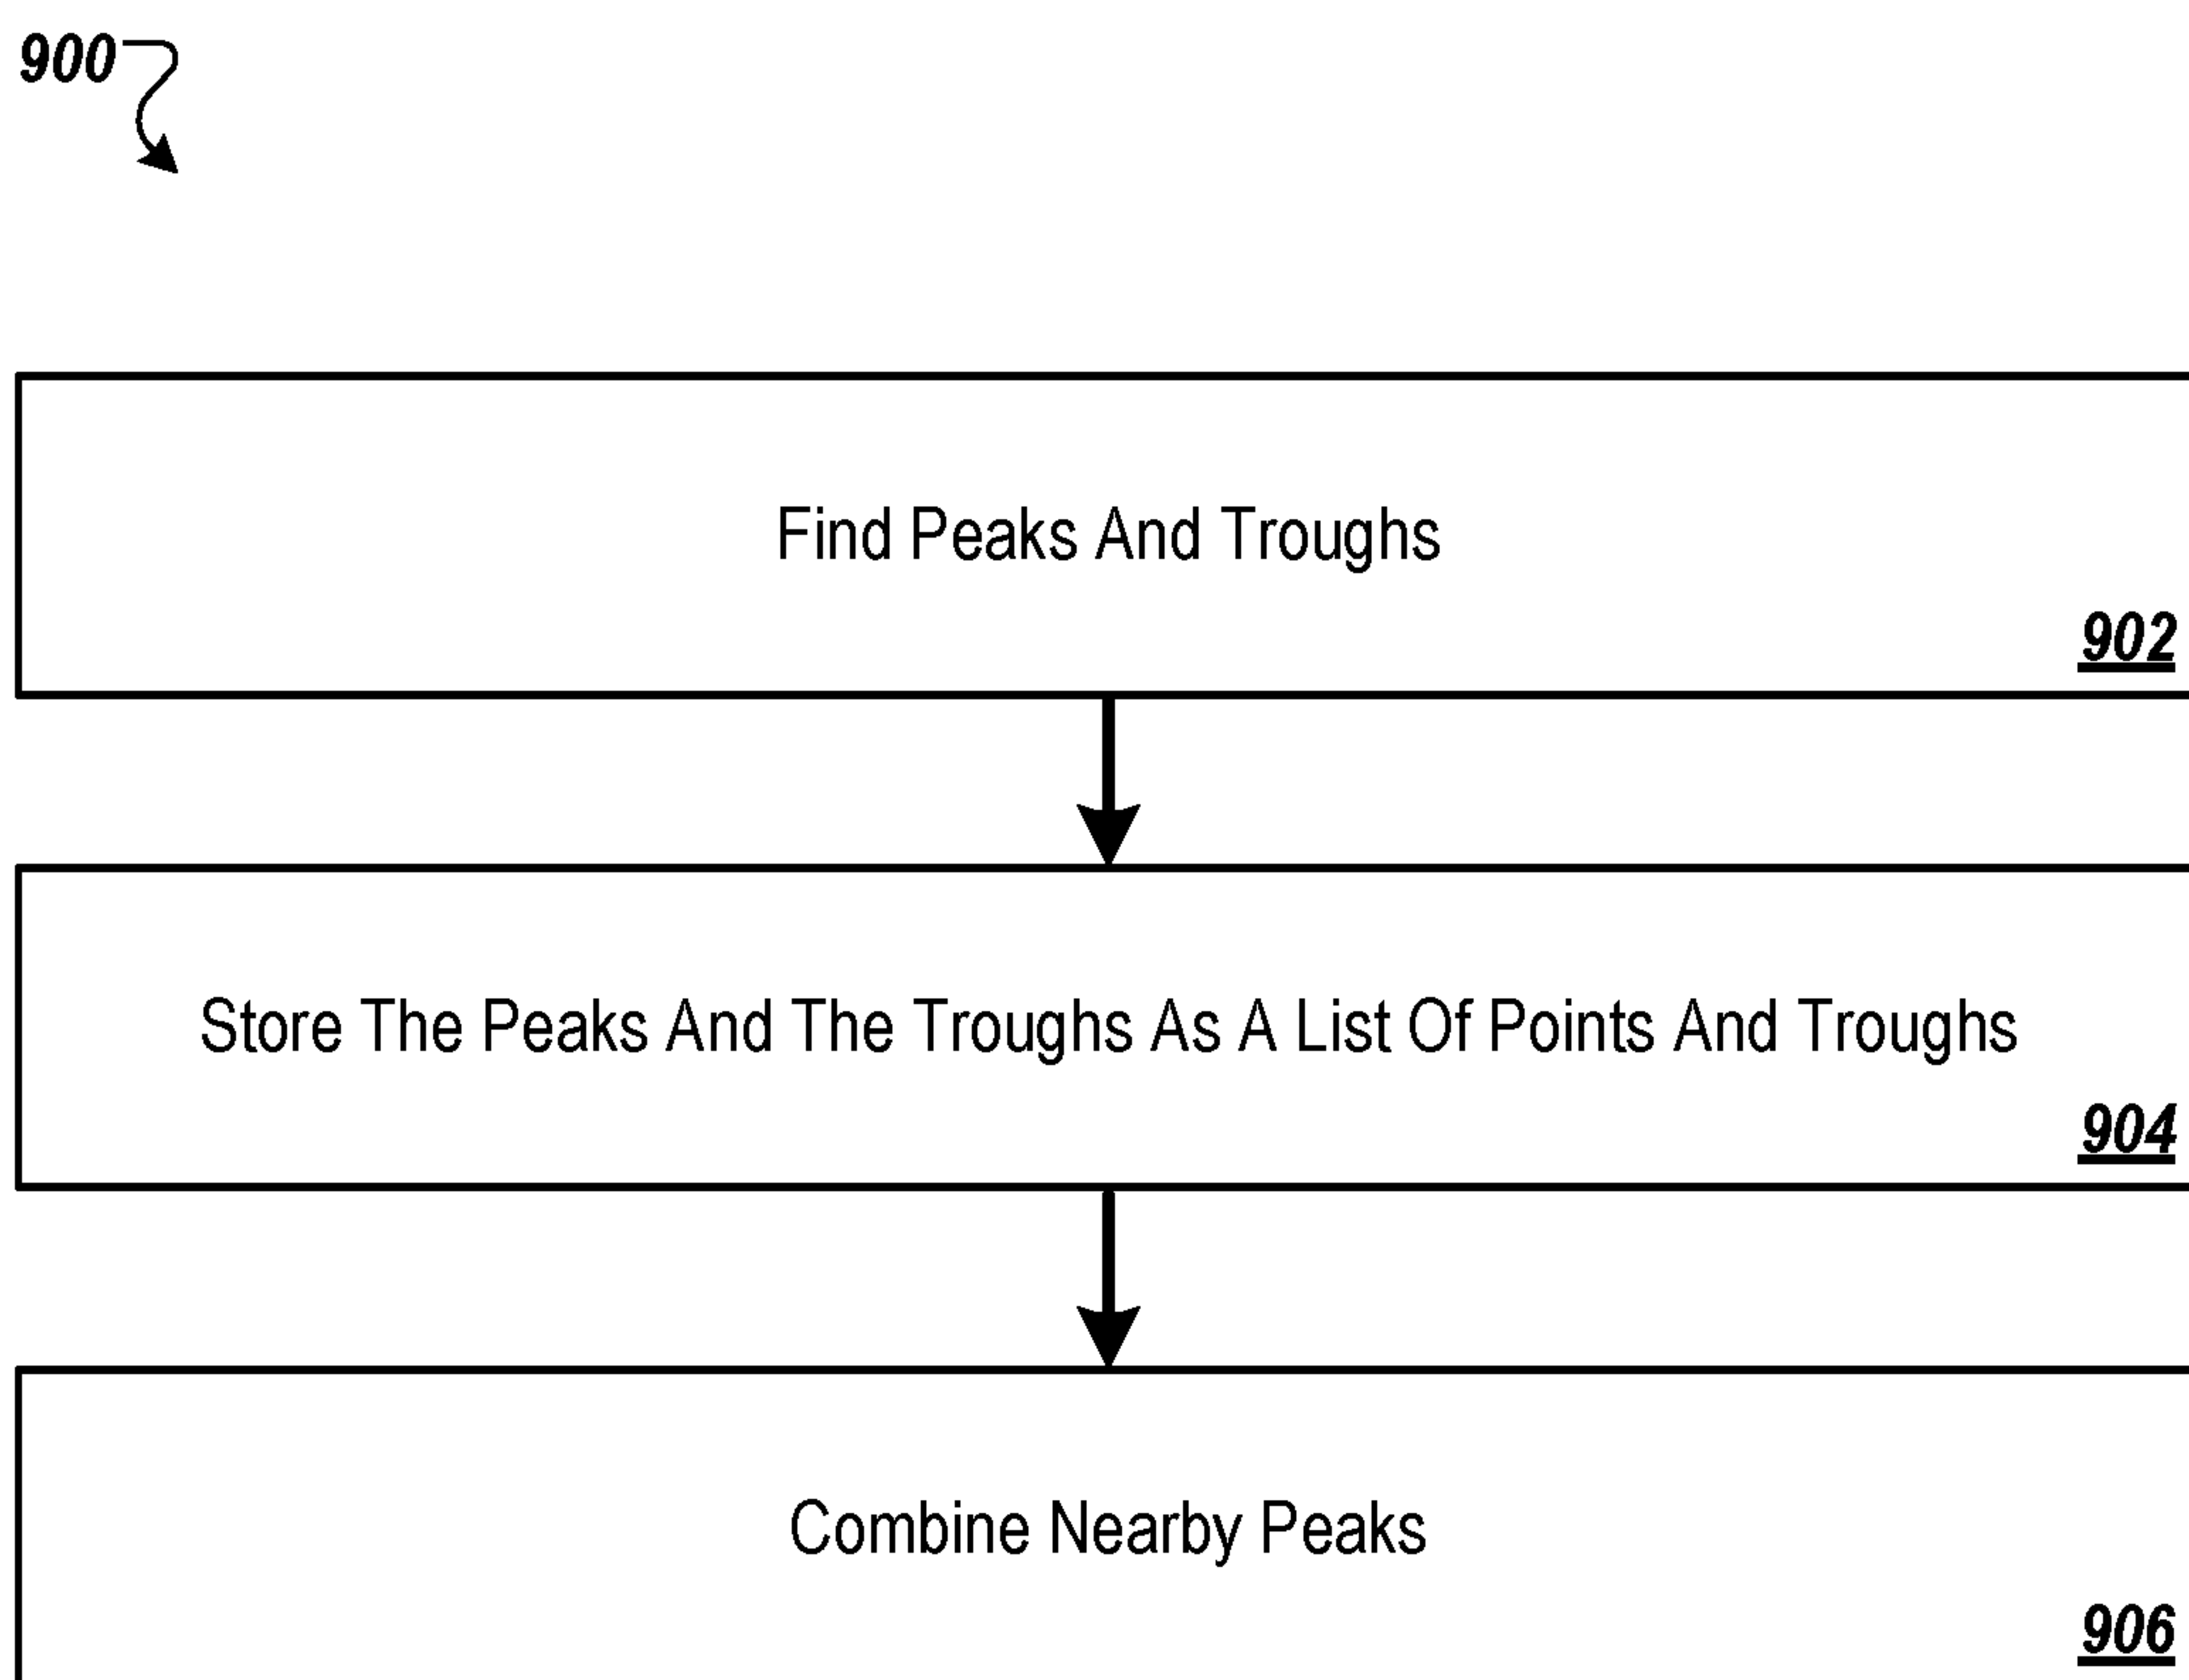 900
Find Peaks And Troughs
902
Store The Peaks And The Troughs As A List Of Points And Troughs
904
Combine Nearby Peaks
906